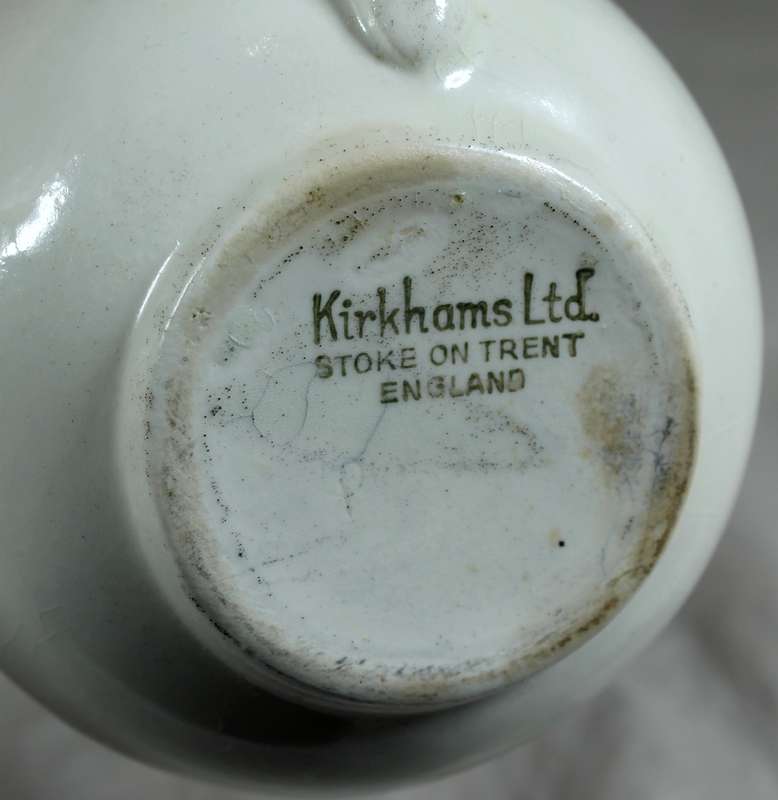 Kirkhams Ltd.
STOKE ON TRENT
ENGLAND